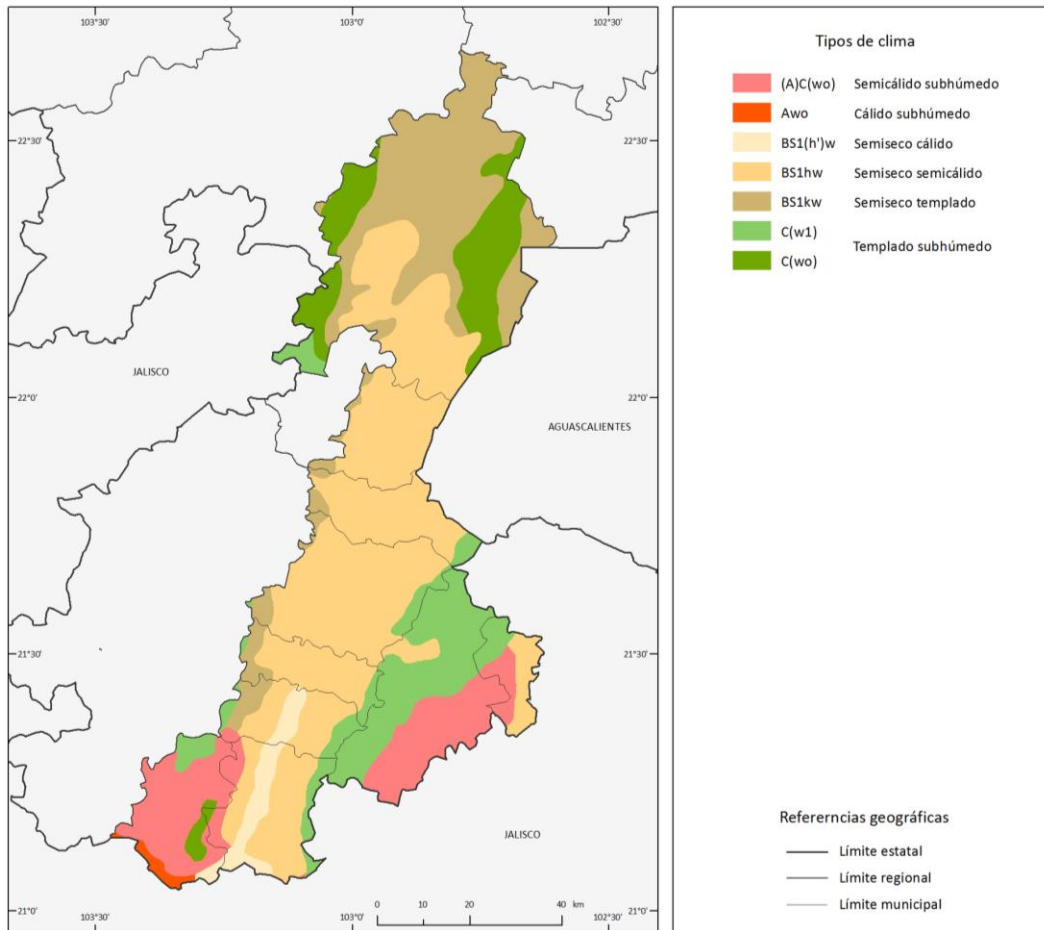 103°30' 103°0' 102°30'
22°30' 22°30'
JALISCO
22°0' 22°0'
AGUASCALIENTES
21°30' 21°30'
JALISCO
21°0' 21°0'
103°30' 103°0' 102°30'
0 10 20 40 km
Tipos de clima
(A)C(wo) Semicálido subhúmedo
Awo Cálido subhúmedo
BS1(h')w Semiseco cálido
BS1hw Semiseco semicálido
BS1kw Semiseco templado
C(w1)
Templado subhúmedo
C(wo)
Refererncias geográficas
Límite estatal
Límite regional
Límite municipal